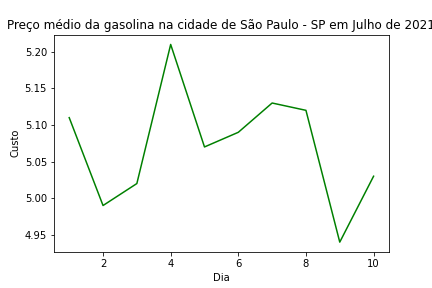 Preço médio da gasolina na cidade de São Paulo - SP em Julho de 2021
5.20
5.15
5.10
5.05
5.00
4.95
Custo
2 4 6 8 10
Dia